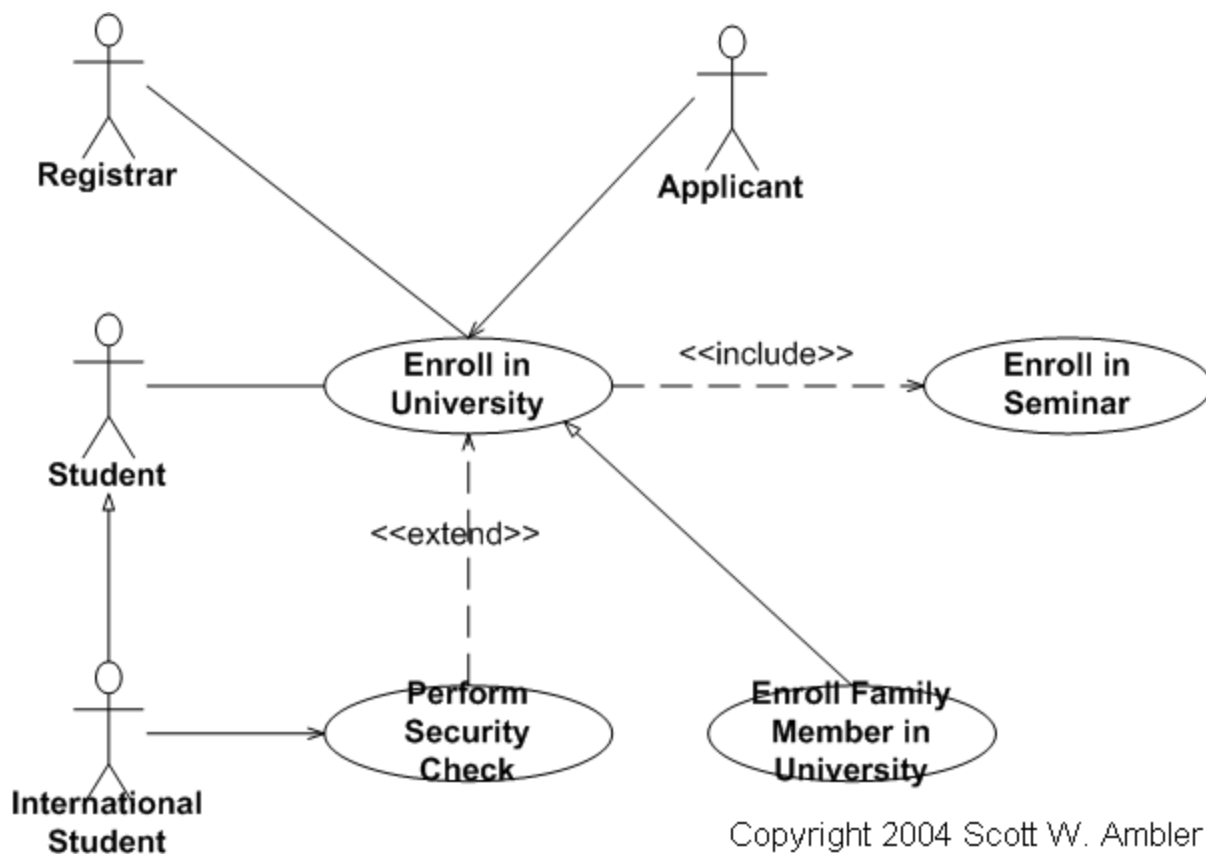 Registrar
Applicant
Enroll in
University
<<include>>
Enroll in
Seminar
Student
<<extend>>
Perform
Security
Check
Enroll Family
Member in
University
International
Student
Copyright 2004 Scott W. Ambler